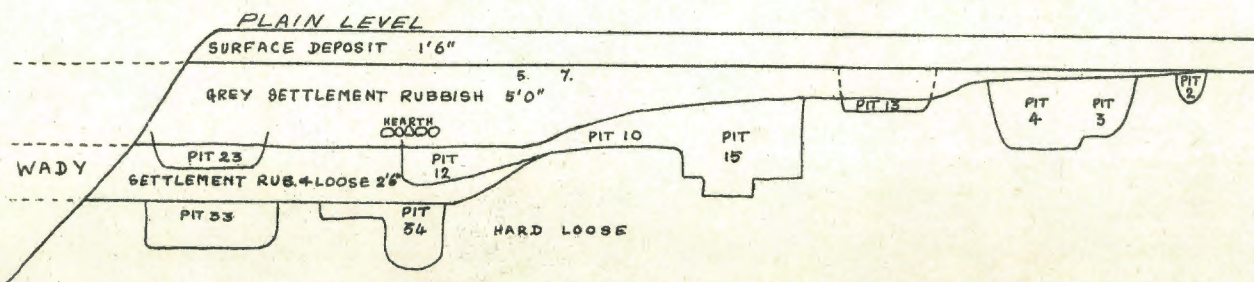 PLAIN LEVEL
SURFACE DEPOSIT 1'6"
5. 7.
GREY SETTLEMENT RUBBISH 5'0"
HEARTH
PIT 13
PIT
2
PIT
4
PIT
3
PIT 10
PIT
15
WADY
PIT 23
PIT
12
SETTLEMENT RUB. & LOOSE 2'6"
PIT 33
PIT
34
HARD LOOSE